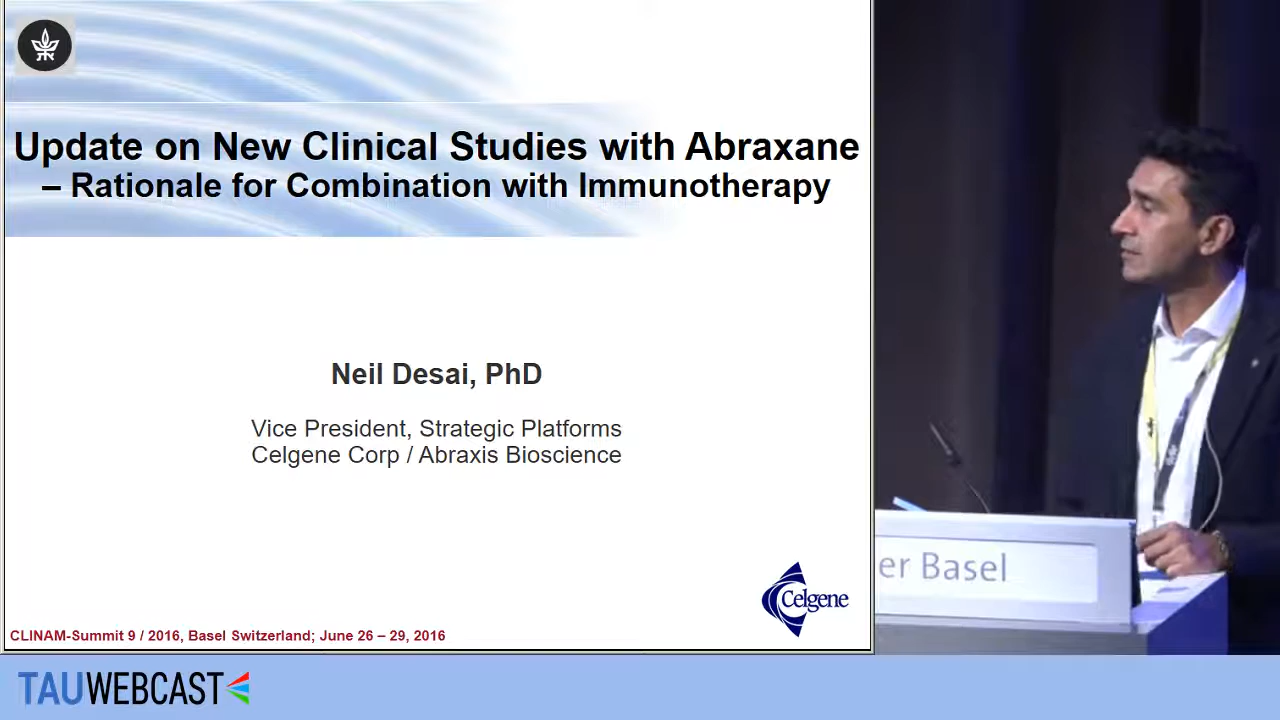 Update on New Clinical Studies with Abraxane
– Rationale for Combination with Immunotherapy
Neil Desai, PhD
Vice President, Strategic Platforms
Celgene Corp / Abraxis Bioscience
Celgene
CLINAM-Summit 9 / 2016, Basel Switzerland; June 26 – 29, 2016
er Basel
TAUWEBCAST